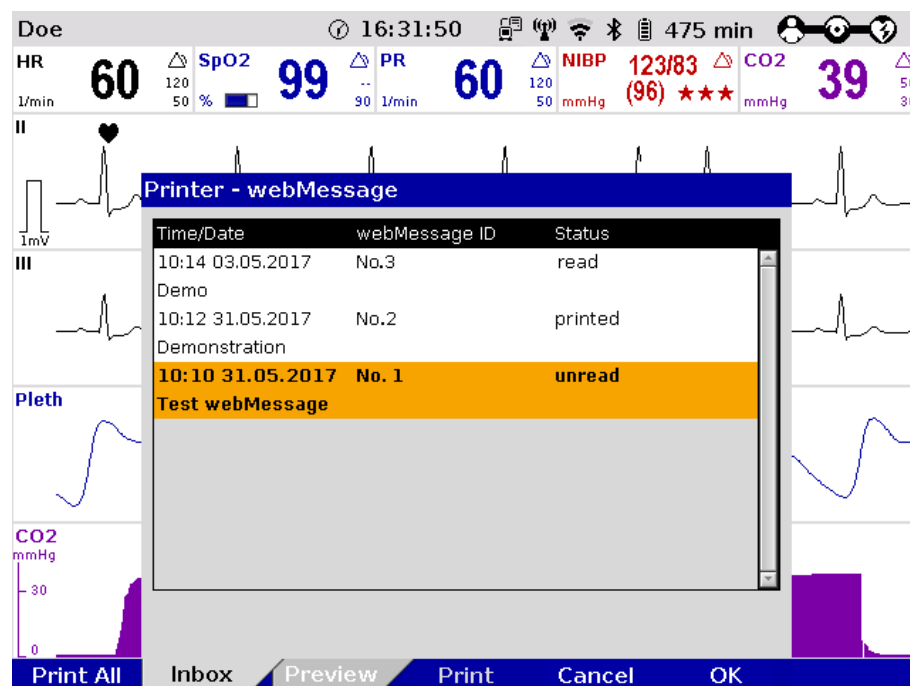 Doe 16:31:50 475 min
HR 60 1/min 120 50
SpO2 99 % -- 90
PR 60 1/min 120 50
NIBP 123/83 (96) ★★★ mmHg
CO2 39 mmHg
II
1mV
III
Pleth
CO2
mmHg
30
0
Printer - webMessage
Time/Date webMessage ID Status
10:14 03.05.2017 No.3 read
Demo
10:12 31.05.2017 No.2 printed
Demonstration
10:10 31.05.2017 No. 1 unread
Test webMessage
Print All Inbox Preview Print Cancel OK